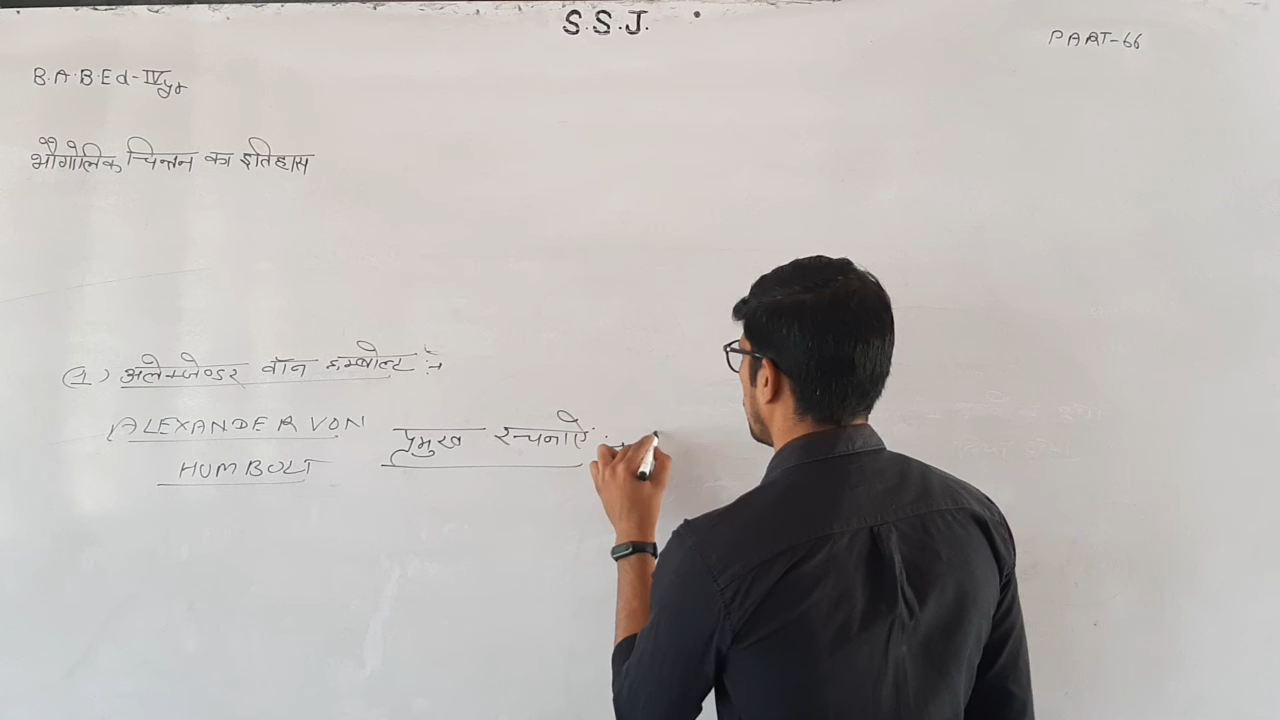 S.S.J.
PART-66
B.A.B.Ed-IVyr
भौगोलिक चिन्तन का इतिहास
(1) अलेक्जेण्डर वॉन हम्बोल्ट :→
ALEXANDER VON
HUMBOLT
प्रमुख रचनाऐं :→